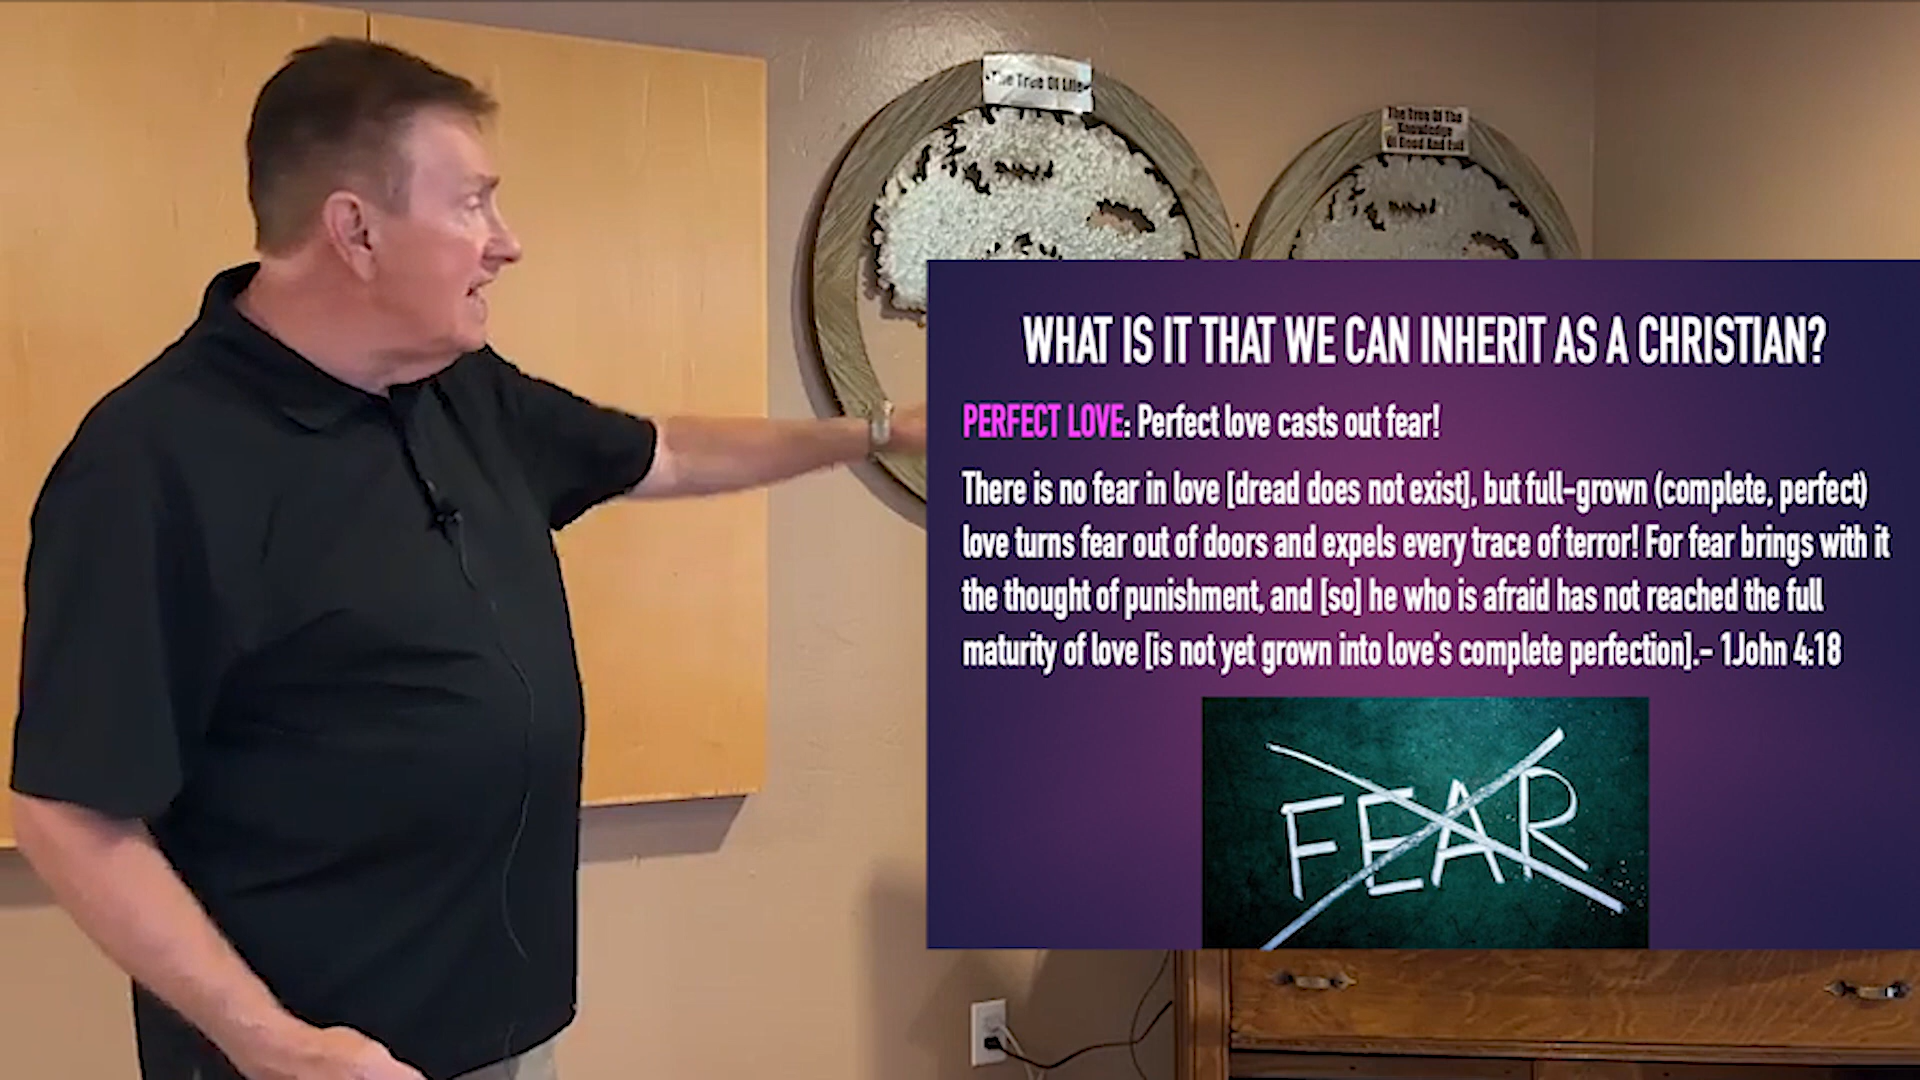 The Tree Of Life
The Tree Of The
Knowledge
Of Good And Evil
WHAT IS IT THAT WE CAN INHERIT AS A CHRISTIAN?
PERFECT LOVE: Perfect love casts out fear!
There is no fear in love [dread does not exist], but full-grown (complete, perfect)
love turns fear out of doors and expels every trace of terror! For fear brings with it
the thought of punishment, and [so] he who is afraid has not reached the full
maturity of love [is not yet grown into love's complete perfection].- 1John 4:18
FEAR